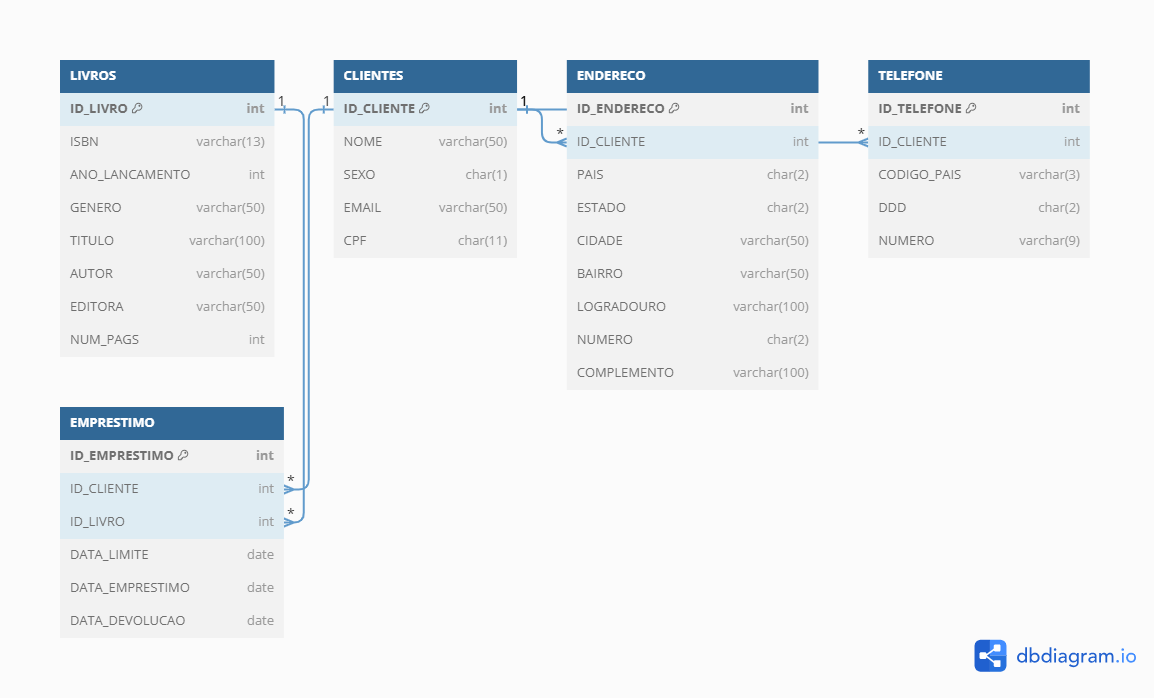 LIVROS
ID_LIVRO int
ISBN varchar(13)
ANO_LANCAMENTO int
GENERO varchar(50)
TITULO varchar(100)
AUTOR varchar(50)
EDITORA varchar(50)
NUM_PAGS int
1
1
CLIENTES
ID_CLIENTE int
NOME varchar(50)
SEXO char(1)
EMAIL varchar(50)
CPF char(11)
1
*
ENDERECO
ID_ENDERECO int
ID_CLIENTE int
PAIS char(2)
ESTADO char(2)
CIDADE varchar(50)
BAIRRO varchar(50)
LOGRADOURO varchar(100)
NUMERO char(2)
COMPLEMENTO varchar(100)
*
TELEFONE
ID_TELEFONE int
ID_CLIENTE int
CODIGO_PAIS varchar(3)
DDD char(2)
NUMERO varchar(9)
EMPRESTIMO
ID_EMPRESTIMO int
ID_CLIENTE int *
ID_LIVRO int *
DATA_LIMITE date
DATA_EMPRESTIMO date
DATA_DEVOLUCAO date
dbdiagram.io